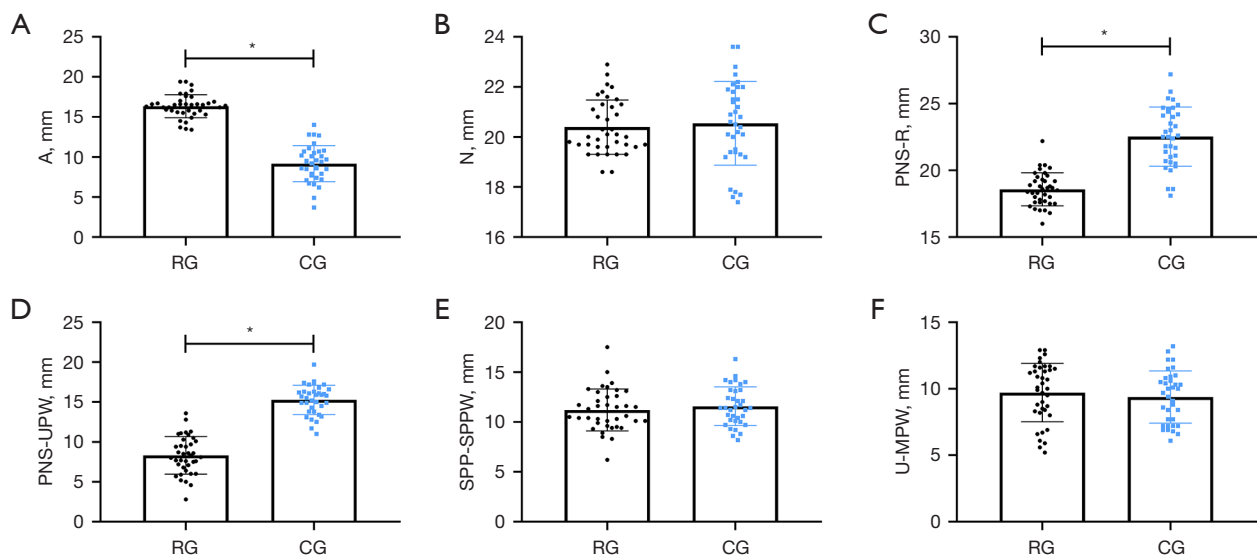 A
A, mm
25
20
15
10
5
0
*
RG CG
B
N, mm
24
22
20
18
16
RG CG
C
PNS-R, mm
30
25
20
15
*
RG CG
D
PNS-UPW, mm
25
20
15
10
5
0
*
RG CG
E
SPP-SPPW, mm
20
15
10
5
0
RG CG
F
U-MPW, mm
15
10
5
0
RG CG